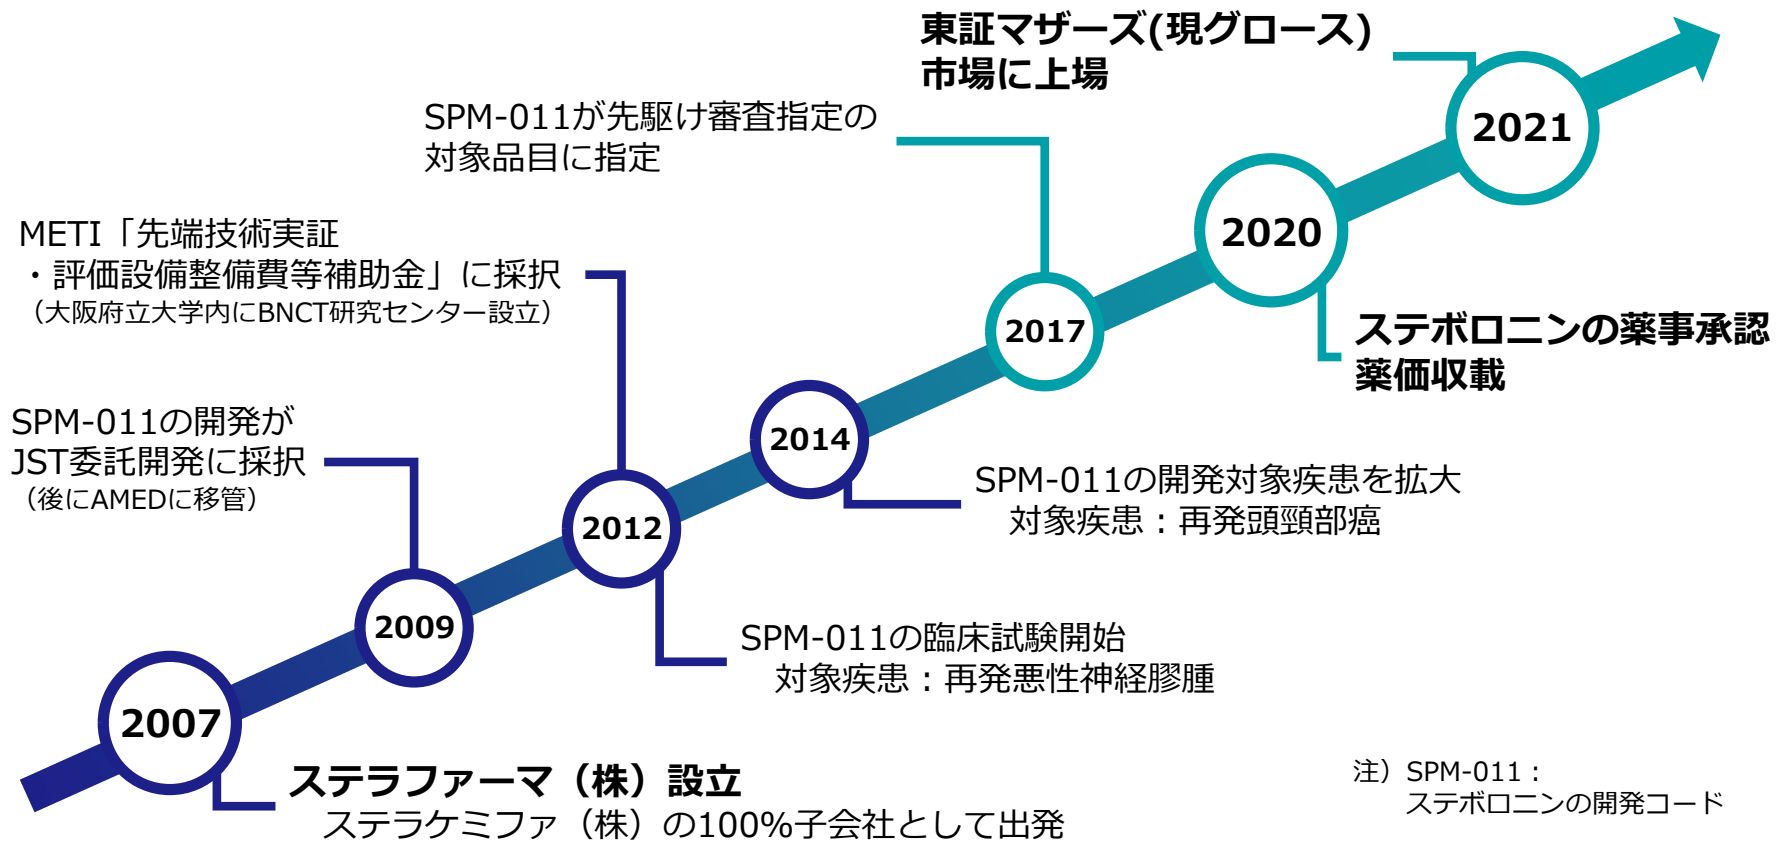 東証マザーズ(現グロース)
市場に上場
2021
SPM-011が先駆け審査指定の
対象品目に指定
2020
METI「先端技術実証
・評価設備整備費等補助金」に採択
（大阪府立大学内にBNCT研究センター設立）
2017
ステボロニンの薬事承認
薬価収載
SPM-011の開発が
JST委託開発に採択
（後にAMEDに移管）
2014
SPM-011の開発対象疾患を拡大
対象疾患：再発頭頸部癌
2012
2009
SPM-011の臨床試験開始
対象疾患：再発悪性神経膠腫
2007
ステラファーマ（株）設立
ステラケミファ（株）の100%子会社として出発
注）SPM-011：
ステボロニンの開発コード